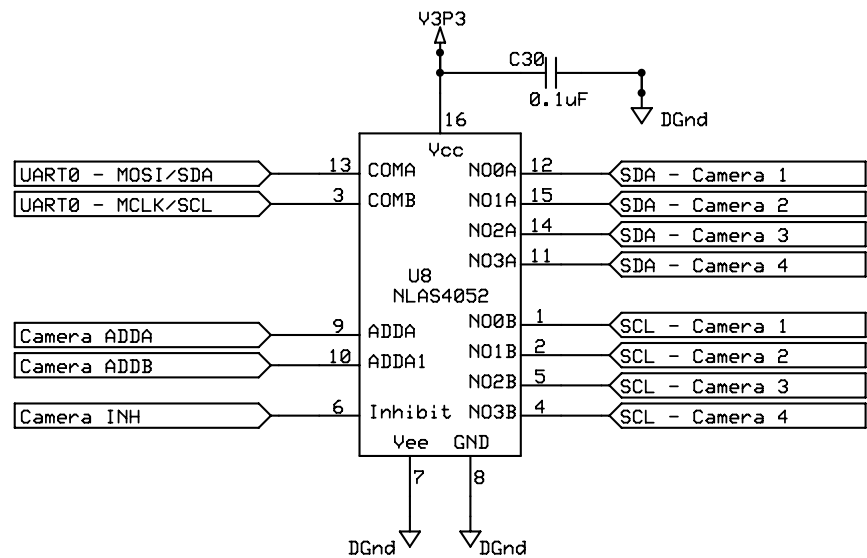 V3P3
C30
0.1uF
DGnd
16
Vcc
UART0 - MOSI/SDA 13 COMA NO0A 12 SDA - Camera 1
UART0 - MCLK/SCL 3 COMB NO1A 15 SDA - Camera 2
NO2A 14 SDA - Camera 3
NO3A 11 SDA - Camera 4
U8
NLAS4052
Camera ADDA 9 ADDA NO0B 1 SCL - Camera 1
Camera ADDB 10 ADDA1 NO1B 2 SCL - Camera 2
NO2B 5 SCL - Camera 3
Camera INH 6 Inhibit NO3B 4 SCL - Camera 4
Vee GND
7 8
DGnd DGnd